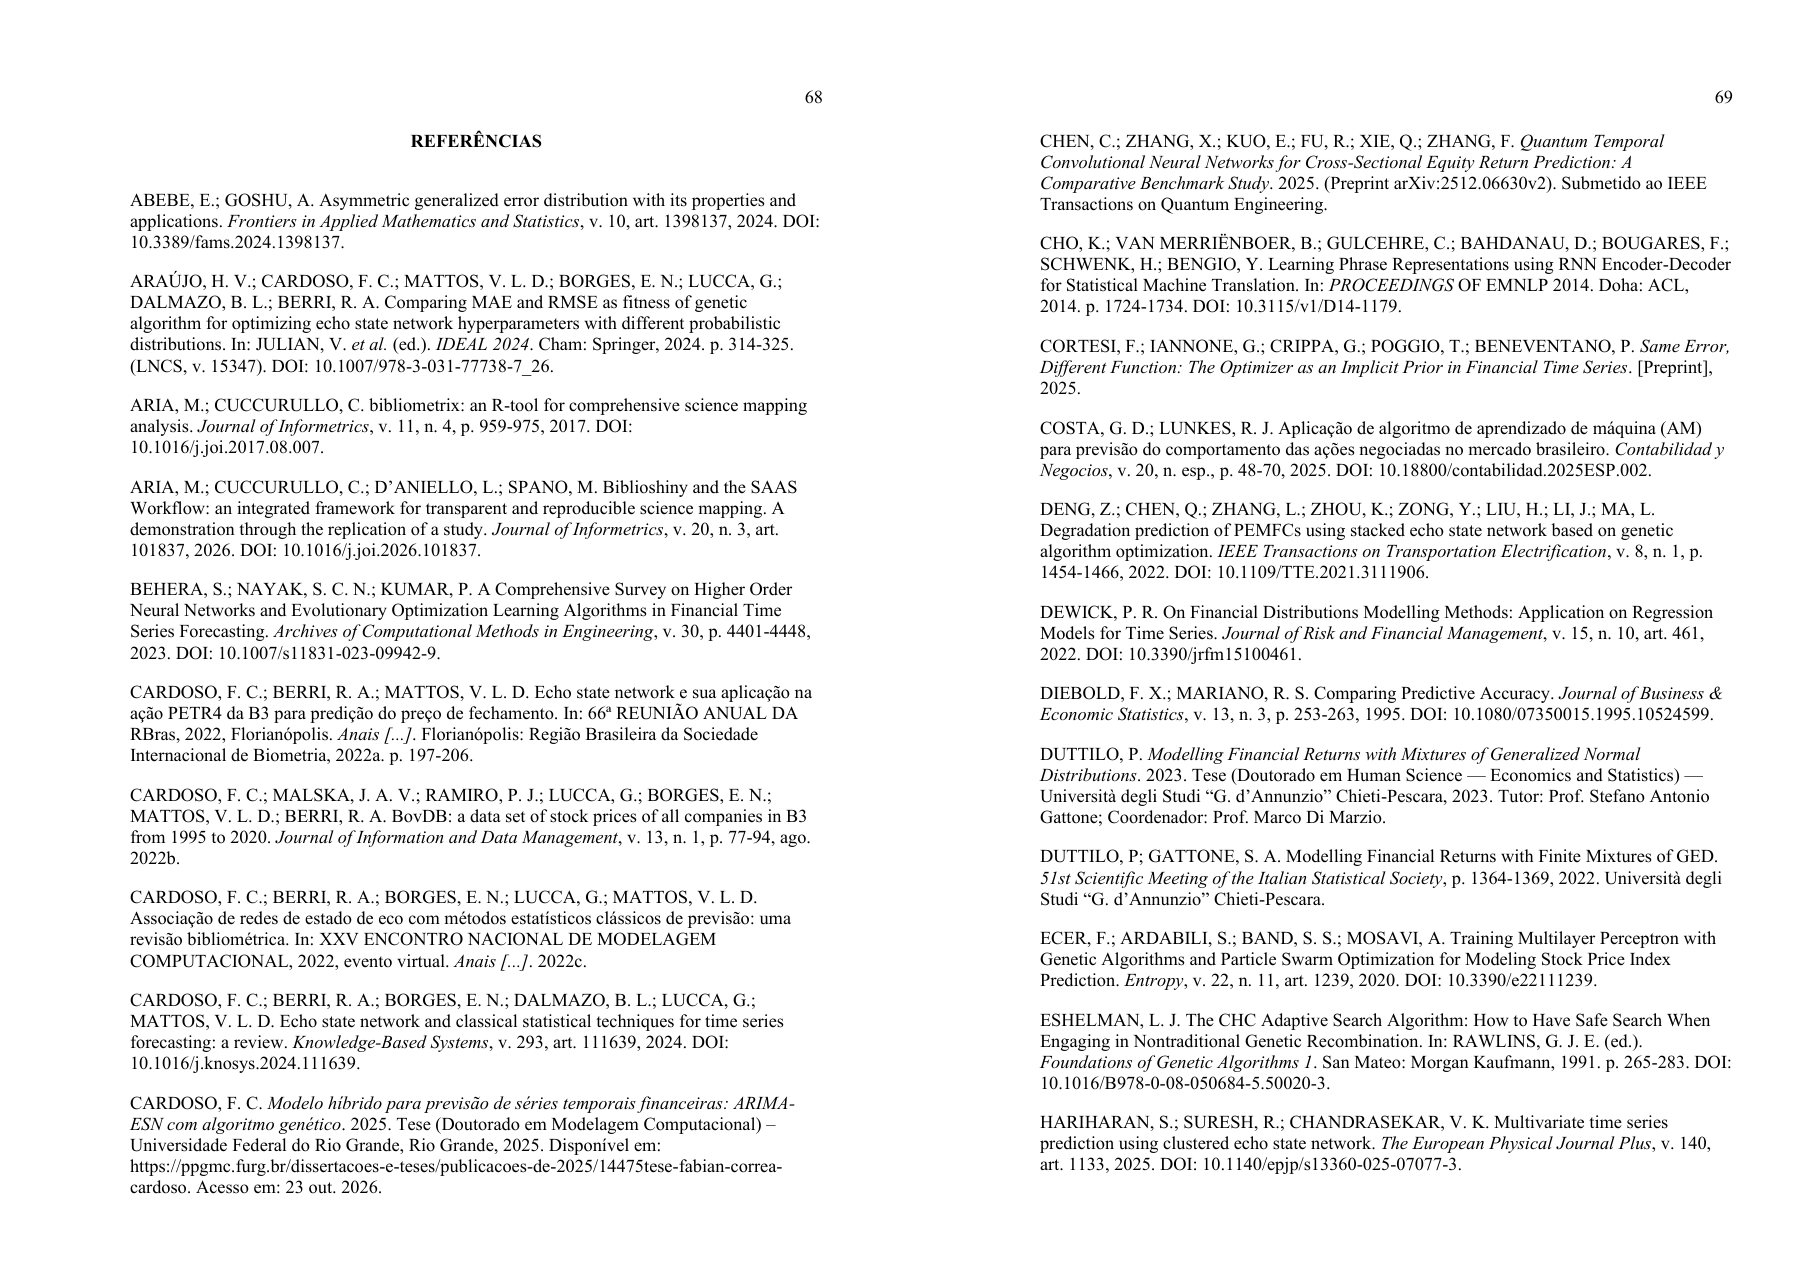 68
REFERÊNCIAS
ABEBE, E.; GOSHU, A. Asymmetric generalized error distribution with its properties and
applications. Frontiers in Applied Mathematics and Statistics, v. 10, art. 1398137, 2024. DOI:
10.3389/fams.2024.1398137.
ARAÚJO, H. V.; CARDOSO, F. C.; MATTOS, V. L. D.; BORGES, E. N.; LUCCA, G.;
DALMAZO, B. L.; BERRI, R. A. Comparing MAE and RMSE as fitness of genetic
algorithm for optimizing echo state network hyperparameters with different probabilistic
distributions. In: JULIAN, V. et al. (ed.). IDEAL 2024. Cham: Springer, 2024. p. 314-325.
(LNCS, v. 15347). DOI: 10.1007/978-3-031-77738-7_26.
ARIA, M.; CUCCURULLO, C. bibliometrix: an R-tool for comprehensive science mapping
analysis. Journal of Informetrics, v. 11, n. 4, p. 959-975, 2017. DOI:
10.1016/j.joi.2017.08.007.
ARIA, M.; CUCCURULLO, C.; D’ANIELLO, L.; SPANO, M. Biblioshiny and the SAAS
Workflow: an integrated framework for transparent and reproducible science mapping. A
demonstration through the replication of a study. Journal of Informetrics, v. 20, n. 3, art.
101837, 2026. DOI: 10.1016/j.joi.2026.101837.
BEHERA, S.; NAYAK, S. C. N.; KUMAR, P. A Comprehensive Survey on Higher Order
Neural Networks and Evolutionary Optimization Learning Algorithms in Financial Time
Series Forecasting. Archives of Computational Methods in Engineering, v. 30, p. 4401-4448,
2023. DOI: 10.1007/s11831-023-09942-9.
CARDOSO, F. C.; BERRI, R. A.; MATTOS, V. L. D. Echo state network e sua aplicação na
ação PETR4 da B3 para predição do preço de fechamento. In: 66ª REUNIÃO ANUAL DA
RBras, 2022, Florianópolis. Anais [...]. Florianópolis: Região Brasileira da Sociedade
Internacional de Biometria, 2022a. p. 197-206.
CARDOSO, F. C.; MALSKA, J. A. V.; RAMIRO, P. J.; LUCCA, G.; BORGES, E. N.;
MATTOS, V. L. D.; BERRI, R. A. BovDB: a data set of stock prices of all companies in B3
from 1995 to 2020. Journal of Information and Data Management, v. 13, n. 1, p. 77-94, ago.
2022b.
CARDOSO, F. C.; BERRI, R. A.; BORGES, E. N.; LUCCA, G.; MATTOS, V. L. D.
Associação de redes de estado de eco com métodos estatísticos clássicos de previsão: uma
revisão bibliométrica. In: XXV ENCONTRO NACIONAL DE MODELAGEM
COMPUTACIONAL, 2022, evento virtual. Anais [...]. 2022c.
CARDOSO, F. C.; BERRI, R. A.; BORGES, E. N.; DALMAZO, B. L.; LUCCA, G.;
MATTOS, V. L. D. Echo state network and classical statistical techniques for time series
forecasting: a review. Knowledge-Based Systems, v. 293, art. 111639, 2024. DOI:
10.1016/j.knosys.2024.111639.
CARDOSO, F. C. Modelo híbrido para previsão de séries temporais financeiras: ARIMA-
ESN com algoritmo genético. 2025. Tese (Doutorado em Modelagem Computacional) –
Universidade Federal do Rio Grande, Rio Grande, 2025. Disponível em:
https://ppgmc.furg.br/dissertacoes-e-teses/publicacoes-de-2025/14475tese-fabian-correa-
cardoso. Acesso em: 23 out. 2026.
69
CHEN, C.; ZHANG, X.; KUO, E.; FU, R.; XIE, Q.; ZHANG, F. Quantum Temporal
Convolutional Neural Networks for Cross-Sectional Equity Return Prediction: A
Comparative Benchmark Study. 2025. (Preprint arXiv:2512.06630v2). Submetido ao IEEE
Transactions on Quantum Engineering.
CHO, K.; VAN MERRIËNBOER, B.; GULCEHRE, C.; BAHDANAU, D.; BOUGARES, F.;
SCHWENK, H.; BENGIO, Y. Learning Phrase Representations using RNN Encoder-Decoder
for Statistical Machine Translation. In: PROCEEDINGS OF EMNLP 2014. Doha: ACL,
2014. p. 1724-1734. DOI: 10.3115/v1/D14-1179.
CORTESI, F.; IANNONE, G.; CRIPPA, G.; POGGIO, T.; BENEVENTANO, P. Same Error,
Different Function: The Optimizer as an Implicit Prior in Financial Time Series. [Preprint],
2025.
COSTA, G. D.; LUNKES, R. J. Aplicação de algoritmo de aprendizado de máquina (AM)
para previsão do comportamento das ações negociadas no mercado brasileiro. Contabilidad y
Negocios, v. 20, n. esp., p. 48-70, 2025. DOI: 10.18800/contabilidad.2025ESP.002.
DENG, Z.; CHEN, Q.; ZHANG, L.; ZHOU, K.; ZONG, Y.; LIU, H.; LI, J.; MA, L.
Degradation prediction of PEMFCs using stacked echo state network based on genetic
algorithm optimization. IEEE Transactions on Transportation Electrification, v. 8, n. 1, p.
1454-1466, 2022. DOI: 10.1109/TTE.2021.3111906.
DEWICK, P. R. On Financial Distributions Modelling Methods: Application on Regression
Models for Time Series. Journal of Risk and Financial Management, v. 15, n. 10, art. 461,
2022. DOI: 10.3390/jrfm15100461.
DIEBOLD, F. X.; MARIANO, R. S. Comparing Predictive Accuracy. Journal of Business &
Economic Statistics, v. 13, n. 3, p. 253-263, 1995. DOI: 10.1080/07350015.1995.10524599.
DUTTILO, P. Modelling Financial Returns with Mixtures of Generalized Normal
Distributions. 2023. Tese (Doutorado em Human Science — Economics and Statistics) —
Università degli Studi “G. d’Annunzio” Chieti-Pescara, 2023. Tutor: Prof. Stefano Antonio
Gattone; Coordenador: Prof. Marco Di Marzio.
DUTTILO, P; GATTONE, S. A. Modelling Financial Returns with Finite Mixtures of GED.
51st Scientific Meeting of the Italian Statistical Society, p. 1364-1369, 2022. Università degli
Studi “G. d’Annunzio” Chieti-Pescara.
ECER, F.; ARDABILI, S.; BAND, S. S.; MOSAVI, A. Training Multilayer Perceptron with
Genetic Algorithms and Particle Swarm Optimization for Modeling Stock Price Index
Prediction. Entropy, v. 22, n. 11, art. 1239, 2020. DOI: 10.3390/e22111239.
ESHELMAN, L. J. The CHC Adaptive Search Algorithm: How to Have Safe Search When
Engaging in Nontraditional Genetic Recombination. In: RAWLINS, G. J. E. (ed.).
Foundations of Genetic Algorithms 1. San Mateo: Morgan Kaufmann, 1991. p. 265-283. DOI:
10.1016/B978-0-08-050684-5.50020-3.
HARIHARAN, S.; SURESH, R.; CHANDRASEKAR, V. K. Multivariate time series
prediction using clustered echo state network. The European Physical Journal Plus, v. 140,
art. 1133, 2025. DOI: 10.1140/epjp/s13360-025-07077-3.